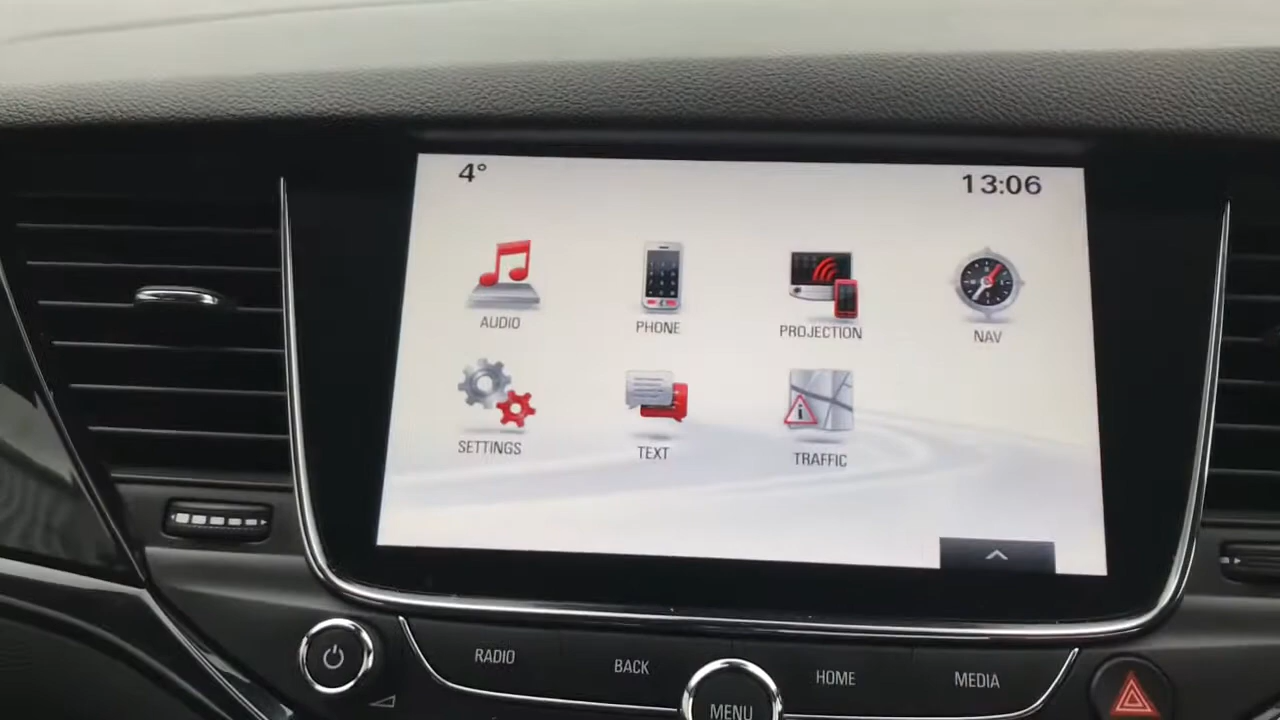 4°
13:06
AUDIO
PHONE
PROJECTION
NAV
SETTINGS
TEXT
TRAFFIC
RADIO
BACK
MENU
HOME
MEDIA